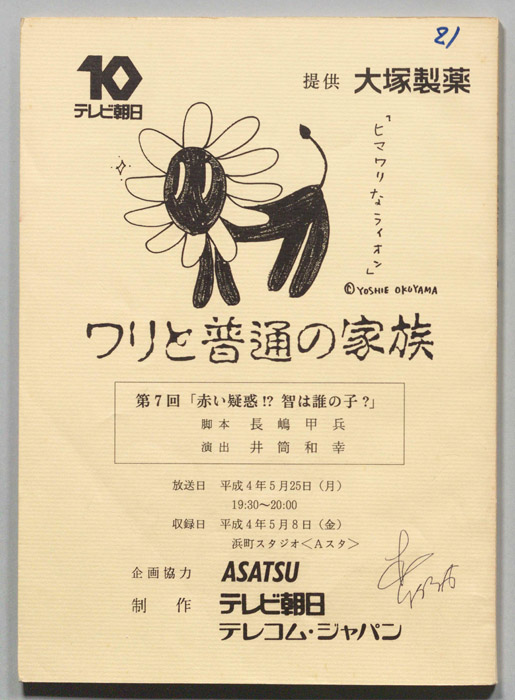 21
10
テレビ朝日
提供 大塚製薬
「ヒマワリなライオン」
©YOSHIE OKUYAMA
ワリと普通の家族
第7回「赤い疑惑!? 智は誰の子?」
脚本 長嶋甲兵
演出 井筒和幸
放送日 平成4年5月25日(月)
19:30〜20:00
収録日 平成4年5月8日(金)
浜町スタジオ<Aスタ>
企画協力 ASATSU
制作 テレビ朝日
テレコム・ジャパン